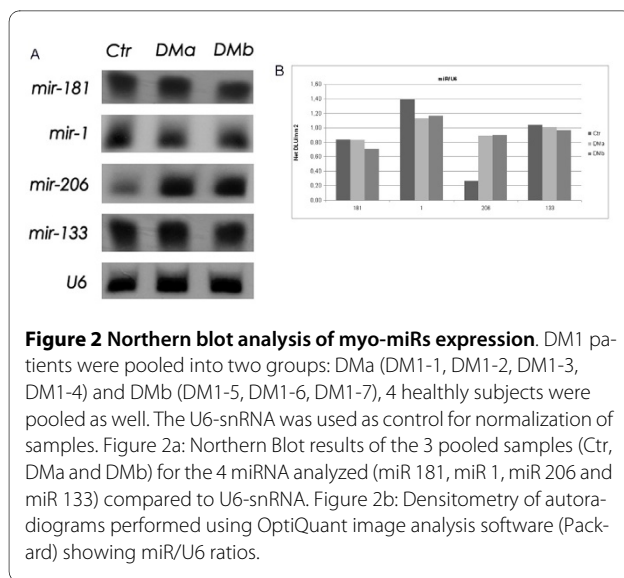 A
Ctr DMa DMb
mir-181
mir-1
mir-206
mir-133
U6
B
miR/U6
Net DLU/mm2
1,60
1,40
1,20
1,00
0,80
0,60
0,40
0,20
0,00
181 1 206 133
Ctr
DMa
DMb
Figure 2 Northern blot analysis of myo-miRs expression. DM1 pa-
tients were pooled into two groups: DMa (DM1-1, DM1-2, DM1-3,
DM1-4) and DMb (DM1-5, DM1-6, DM1-7), 4 healthly subjects were
pooled as well. The U6-snRNA was used as control for normalization of
samples. Figure 2a: Northern Blot results of the 3 pooled samples (Ctr,
DMa and DMb) for the 4 miRNA analyzed (miR 181, miR 1, miR 206 and
miR 133) compared to U6-snRNA. Figure 2b: Densitometry of autora-
diograms performed using OptiQuant image analysis software (Pack-
ard) showing miR/U6 ratios.